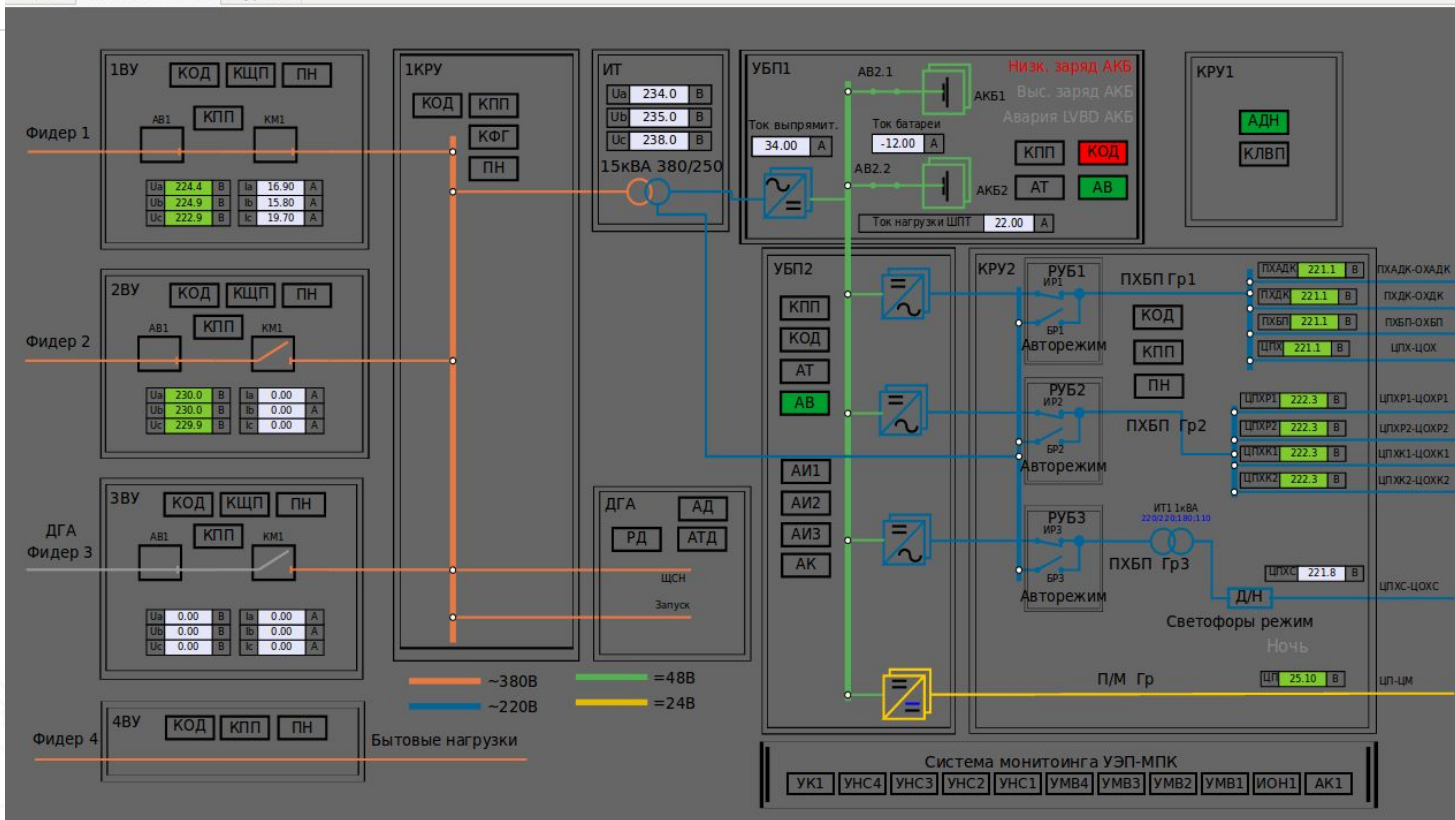 1ВУ
КОД КЩП ПН
КПП
АВ1 КМ1
Фидер 1
Ua 224.4 В Ia 16.90 А
Ub 224.9 В Ib 15.80 А
Uc 222.9 В Ic 19.70 А
2ВУ
КОД КЩП ПН
КПП
АВ1 КМ1
Фидер 2
Ua 230.0 В Ia 0.00 А
Ub 230.0 В Ib 0.00 А
Uc 229.9 В Ic 0.00 А
3ВУ
КОД КЩП ПН
КПП
АВ1 КМ1
ДГА
Фидер 3
Ua 0.00 В Ia 0.00 А
Ub 0.00 В Ib 0.00 А
Uc 0.00 В Ic 0.00 А
4ВУ
КОД КПП ПН
Фидер 4
Бытовые нагрузки
1КРУ
КОД КПП
КФГ
ПН
~380В
~220В
=48В
=24В
ИТ
Ua 234.0 В
Ub 235.0 В
Uc 238.0 В
15кВА 380/250
ДГА
АД
РД АТД
ЩСН
Запуск
УБП1
АВ2.1
АКБ1
Низк. заряд АКБ
Выс. заряд АКБ
Авария LVBD АКБ
Ток выпрямит.
34.00 А
Ток батареи
-12.00 А
КПП КОД
АТ АВ
АВ2.2
АКБ2
Ток нагрузки ШПТ 22.00 А
КРУ1
АДН
КЛВП
УБП2
КПП
КОД
АТ
АВ
АИ1
АИ2
АИ3
АК
КРУ2
РУБ1
ИР1
БР1
Авторежим
ПХБП Гр1
КОД
КПП
ПН
ПХАДК 221.1 В ПХАДК-ОХАДК
ПХДК 221.1 В ПХДК-ОХДК
ПХБП 221.1 В ПХБП-ОХБП
ЦПХ 221.1 В ЦПХ-ЦОХ
РУБ2
ИР2
БР2
Авторежим
ПХБП Гр2
ЦПХР1 222.3 В ЦПХР1-ЦОХР1
ЦПХР2 222.3 В ЦПХР2-ЦОХР2
ЦПХК1 222.3 В ЦПХК1-ЦОХК1
ЦПХК2 222.3 В ЦПХК2-ЦОХК2
РУБ3
ИР3
БР3
Авторежим
ИТ1 1кВА
220/220;180;110
ПХБП Гр3
ЦПХС 221.8 В ЦПХС-ЦОХС
Д/Н
Светофоры режим
Ночь
П/М Гр
ЦП 25.10 В ЦП-ЦМ
Система монитоинга УЭП-МПК
УК1 УНС4 УНС3 УНС2 УНС1 УМВ4 УМВ3 УМВ2 УМВ1 ИОН1 АК1